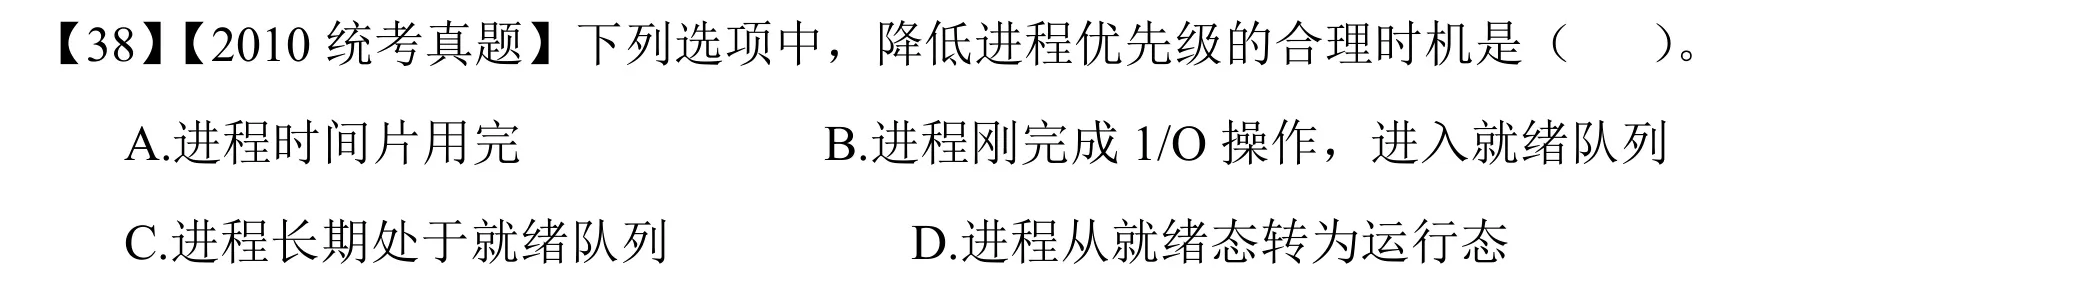 【38】【2010 统考真题】下列选项中，降低进程优先级的合理时机是（ ）。
A.进程时间片用完 B.进程刚完成 1/O 操作，进入就绪队列
C.进程长期处于就绪队列 D.进程从就绪态转为运行态